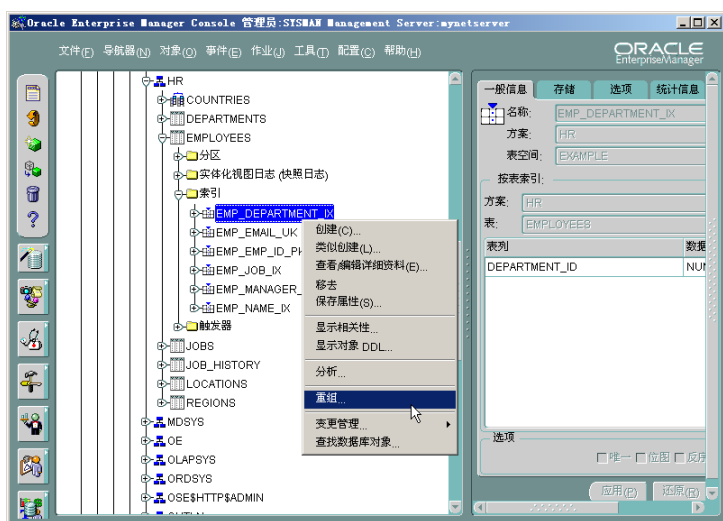 Oracle Enterprise Manager Console 管理员:SYSMAN Management Server:mynetserver
文件(F) 导航器(N) 对象(O) 事件(E) 作业(J) 工具(T) 配置(C) 帮助(H)
ORACLE
EnterpriseManager
HR
COUNTRIES
DEPARTMENTS
EMPLOYEES
分区
实体化视图日志 (快照日志)
索引
EMP_DEPARTMENT_IX
EMP_EMAIL_UK
EMP_EMP_ID_PK
EMP_JOB_IX
EMP_MANAGER_
EMP_NAME_IX
触发器
JOBS
JOB_HISTORY
LOCATIONS
REGIONS
MDSYS
OE
OLAPSYS
ORDSYS
OSE$HTTP$ADMIN
创建(C)...
类似创建(L)...
查看/编辑详细资料(E)...
移去
保存属性(S)...
显示相关性...
显示对象 DDL...
分析...
重组...
变更管理...
查找数据库对象...
一般信息 存储 选项 统计信息
名称: EMP_DEPARTMENT_IX
方案: HR
表空间: EXAMPLE
按表索引:
方案: HR
表: EMPLOYEES
表列 数据
DEPARTMENT_ID NUM
选项
唯一 位图 反序
应用(P) 还原(R)